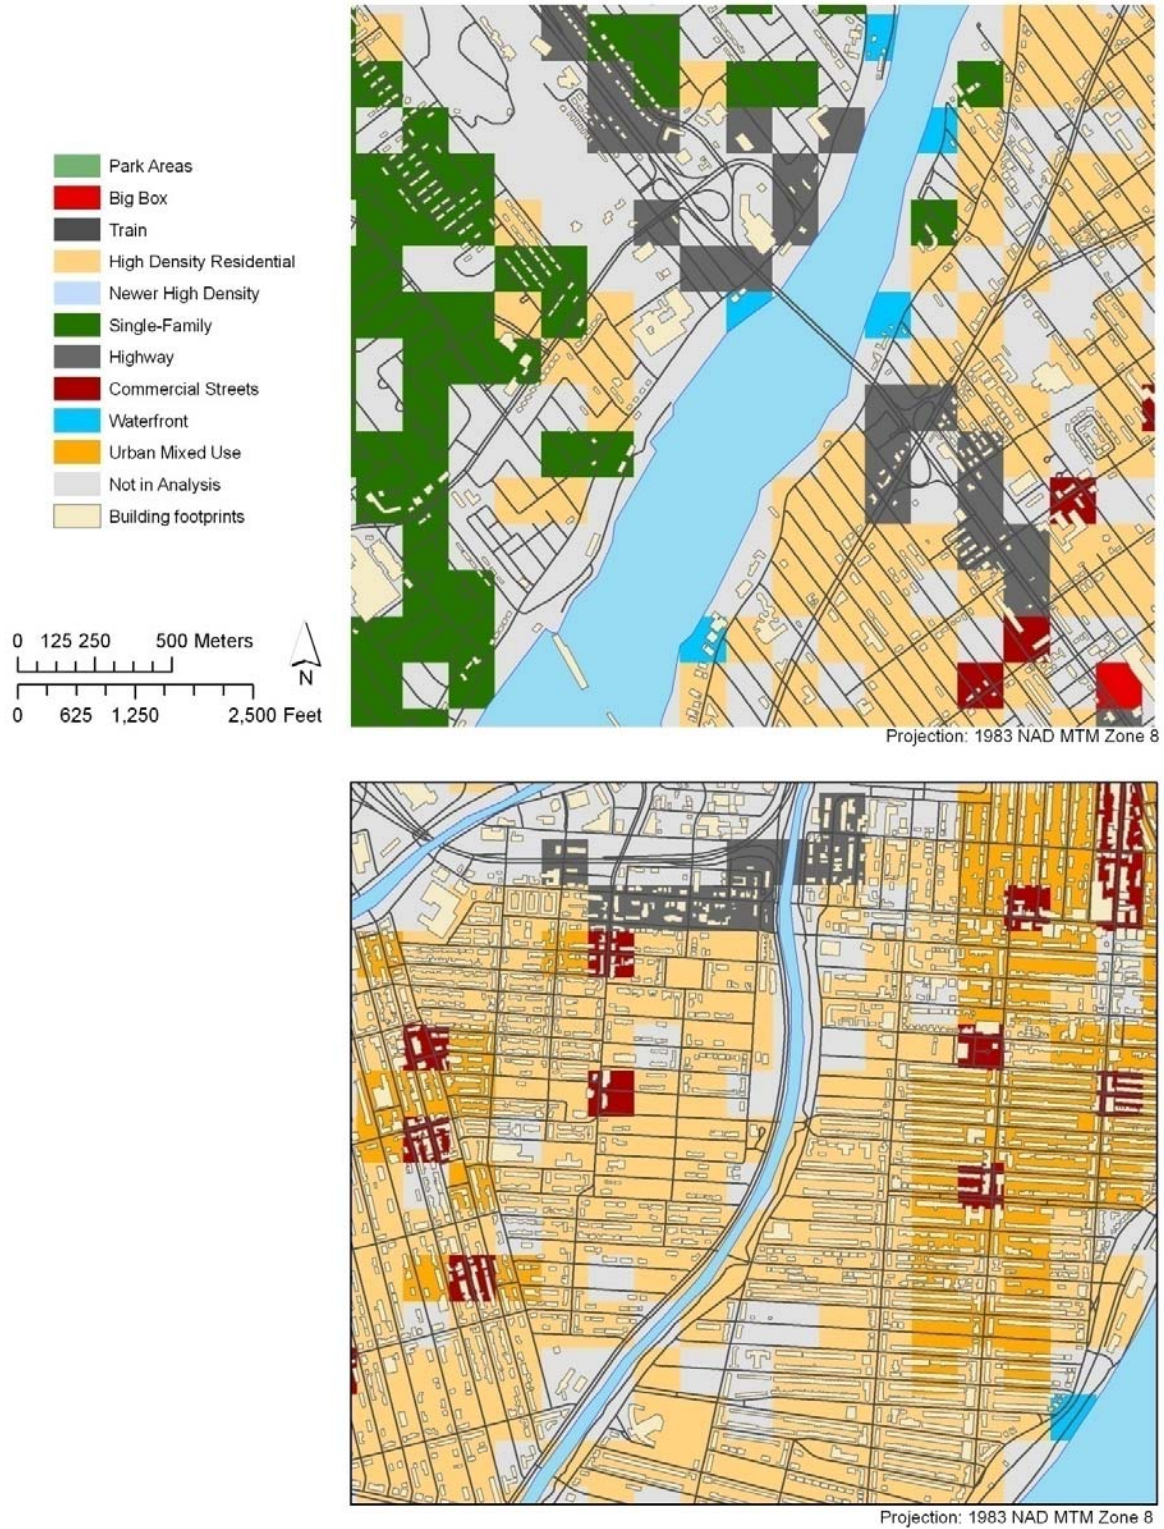 Park Areas
Big Box
Train
High Density Residential
Newer High Density
Single-Family
Highway
Commercial Streets
Waterfront
Urban Mixed Use
Not in Analysis
Building footprints
0 125 250 500 Meters
N
0 625 1,250 2,500 Feet
Projection: 1983 NAD MTM Zone 8
Projection: 1983 NAD MTM Zone 8